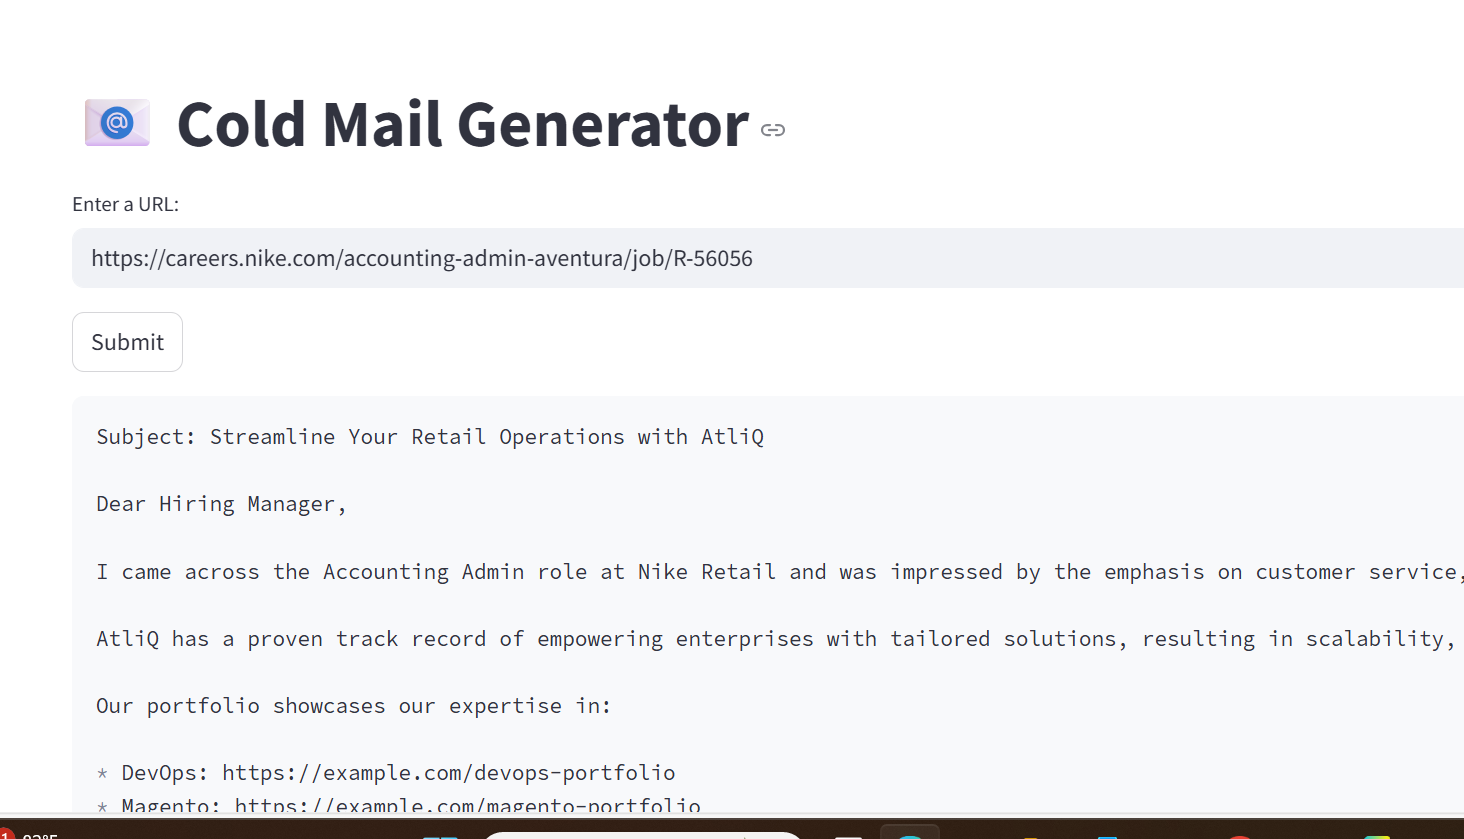 Cold Mail Generator
Enter a URL:
https://careers.nike.com/accounting-admin-aventura/job/R-56056
Submit
Subject: Streamline Your Retail Operations with AtliQ
Dear Hiring Manager,
I came across the Accounting Admin role at Nike Retail and was impressed by the emphasis on customer service,
AtliQ has a proven track record of empowering enterprises with tailored solutions, resulting in scalability,
Our portfolio showcases our expertise in:
* DevOps: https://example.com/devops-portfolio
* Magento: https://example.com/magento-portfolio
1